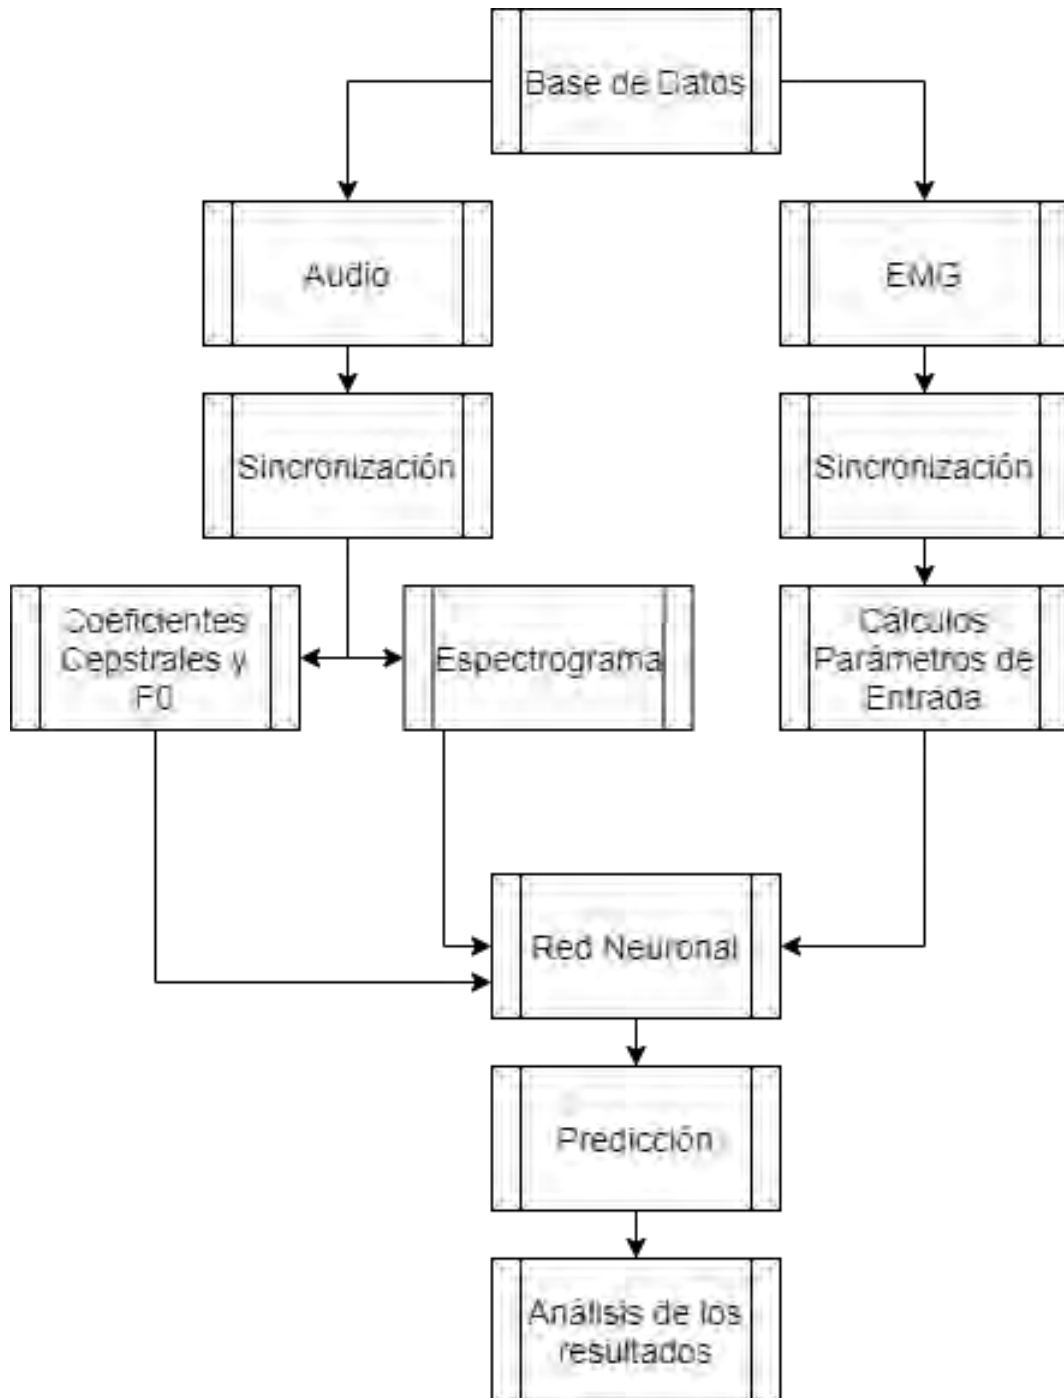 Base de Datos
Audio
EMG
Sincronización
Sincronización
Coeficientes
Cepstrales y
F0
Espectrograma
Cálculos
Parámetros de
Entrada
Red Neuronal
Predicción
Análisis de los
resultados